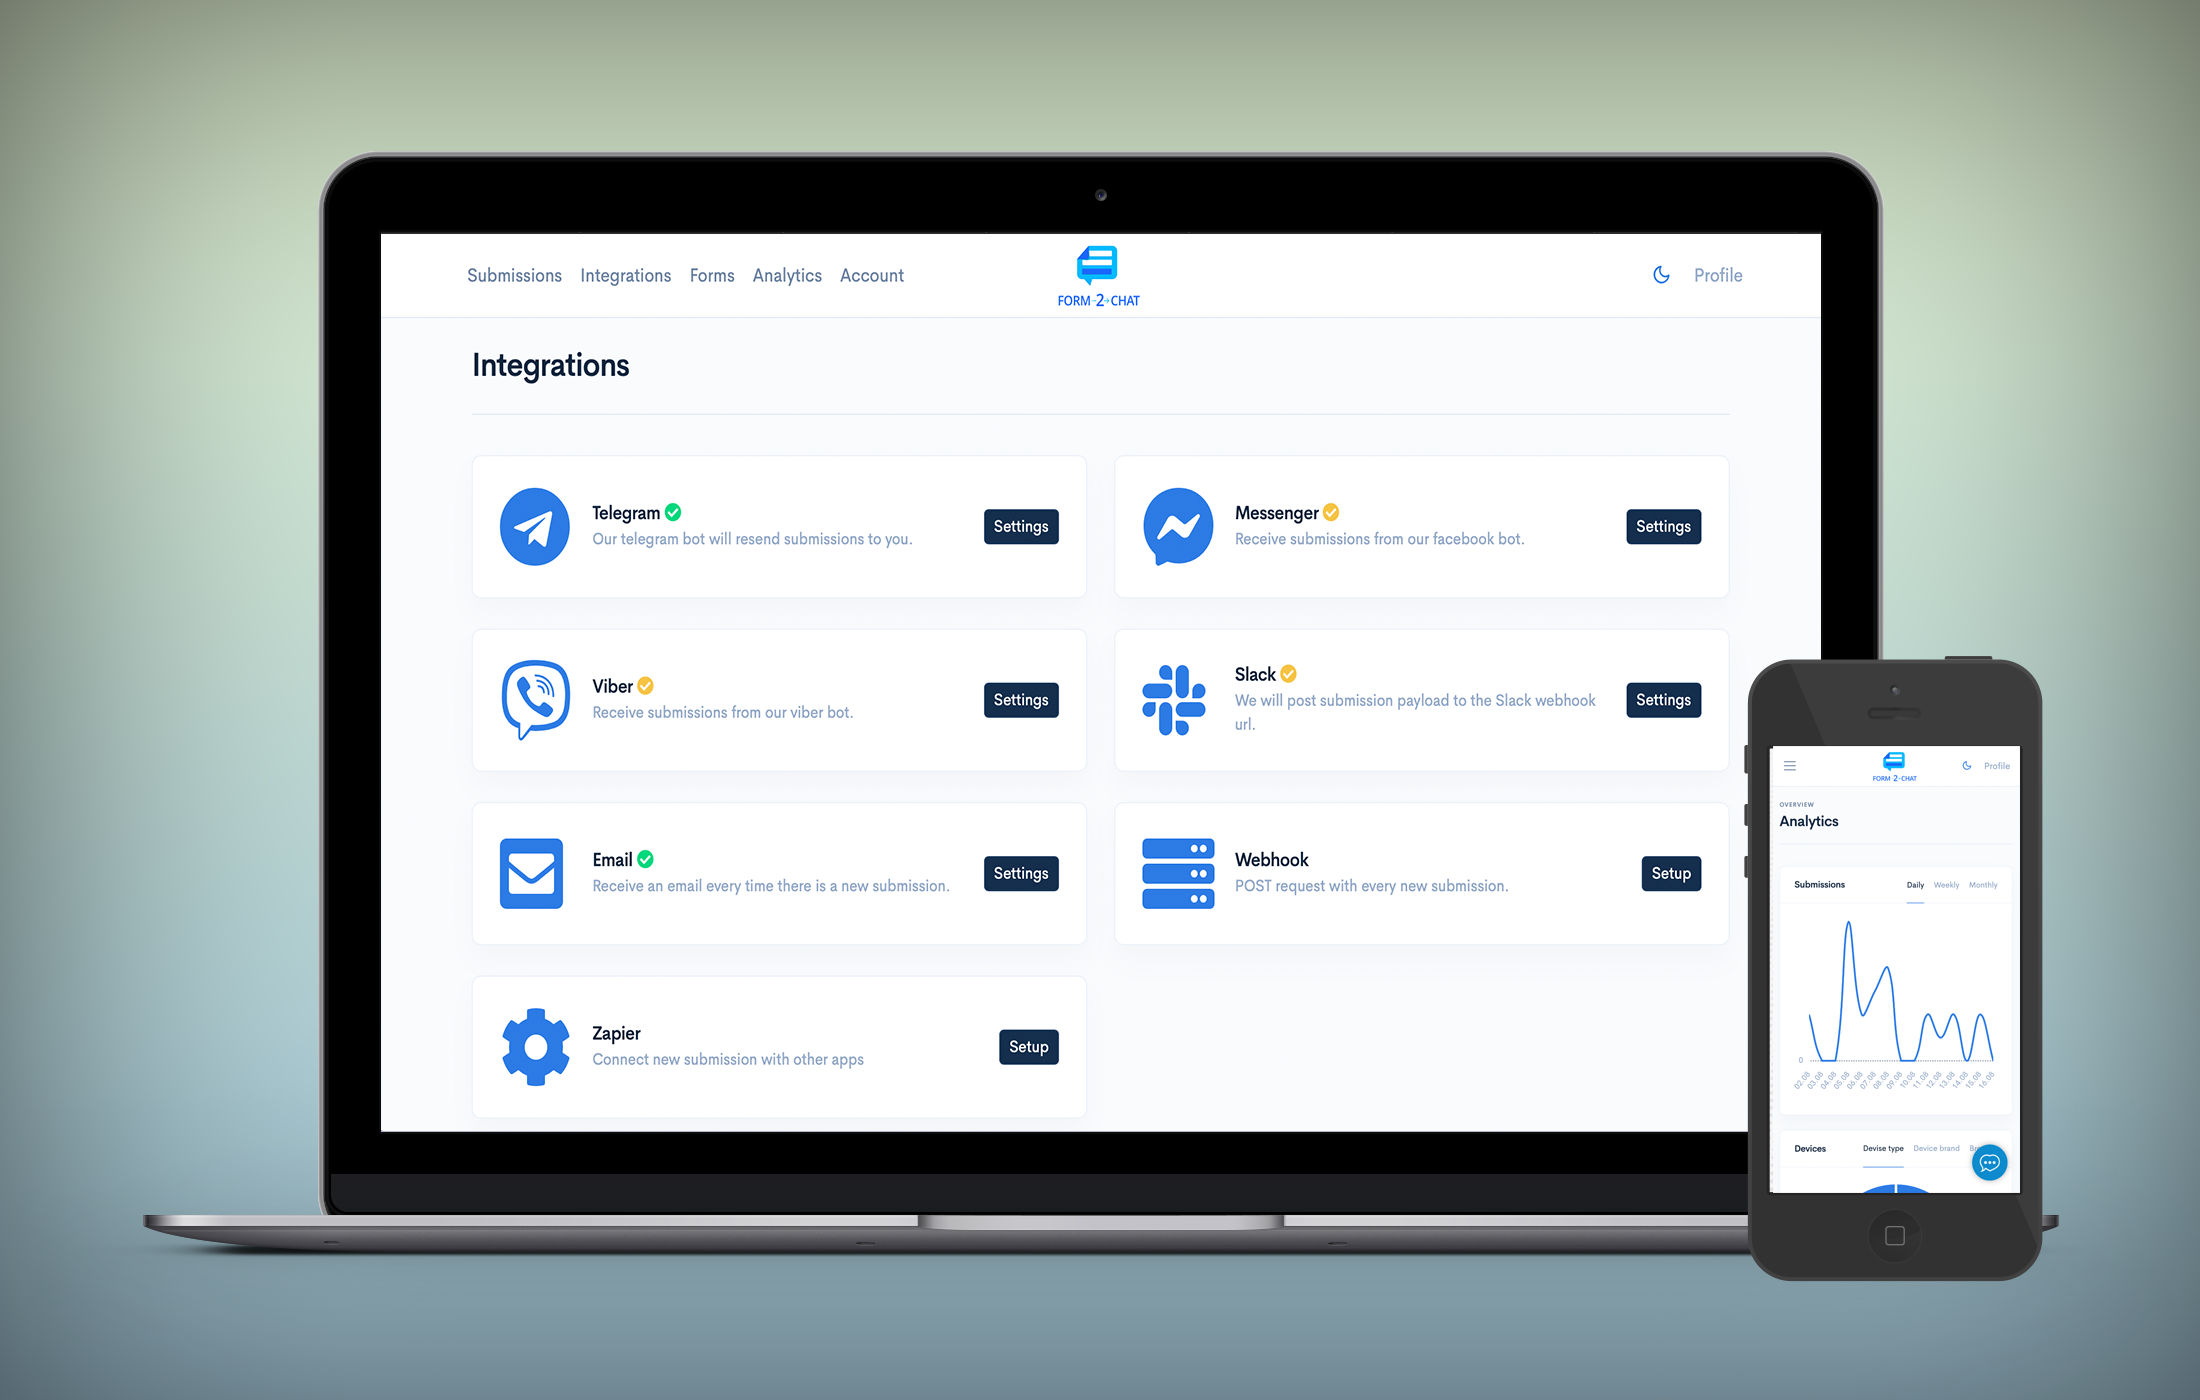 Submissions Integrations Forms Analytics Account
FORM 2 CHAT
Profile
Integrations
Telegram
Our telegram bot will resend submissions to you.
Settings
Messenger
Receive submissions from our facebook bot.
Settings
Viber
Receive submissions from our viber bot.
Settings
Slack
We will post submission payload to the Slack webhook
url.
Settings
Email
Receive an email every time there is a new submission.
Settings
Webhook
POST request with every new submission.
Setup
Zapier
Connect new submission with other apps
Setup
FORM 2 CHAT
Profile
OVERVIEW
Analytics
Submissions Daily Weekly Monthly
0
02.08 03.08 04.08 05.08 06.08 07.08 08.08 09.08 10.08 11.08 12.08 13.08 14.08 15.08 16.08
Devices Devise type Device brand